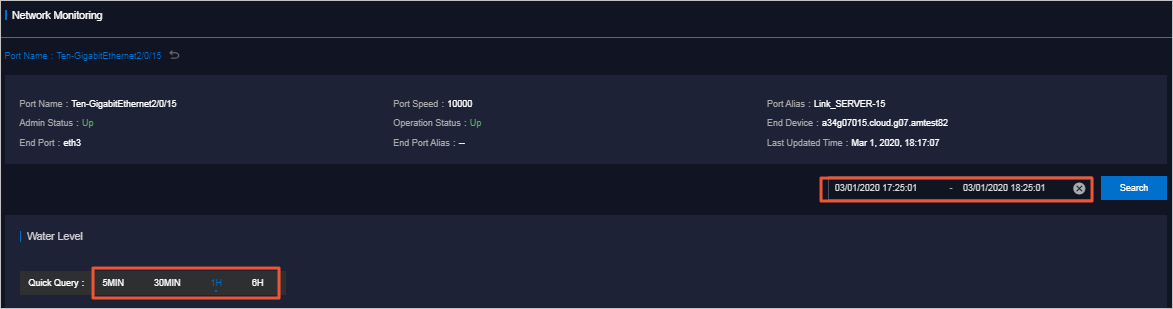 Network Monitoring
Port Name : Ten-GigabitEthernet2/0/15
Port Name : Ten-GigabitEthernet2/0/15 Port Speed : 10000 Port Alias : Link_SERVER-15
Admin Status : Up Operation Status : Up End Device : a34g07015.cloud.g07.amtest82
End Port : eth3 End Port Alias : -- Last Updated Time : Mar 1, 2020, 18:17:07
03/01/2020 17:25:01 - 03/01/2020 18:25:01 Search
Water Level
Quick Query : 5MIN 30MIN 1H 6H